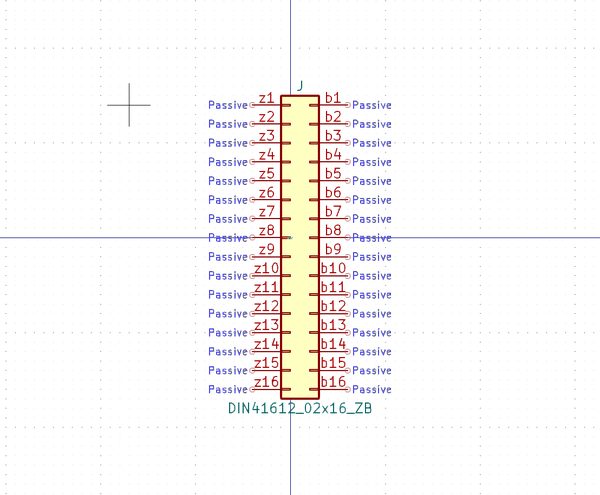 J
Passive z1 b1 Passive
Passive z2 b2 Passive
Passive z3 b3 Passive
Passive z4 b4 Passive
Passive z5 b5 Passive
Passive z6 b6 Passive
Passive z7 b7 Passive
Passive z8 b8 Passive
Passive z9 b9 Passive
Passive z10 b10 Passive
Passive z11 b11 Passive
Passive z12 b12 Passive
Passive z13 b13 Passive
Passive z14 b14 Passive
Passive z15 b15 Passive
Passive z16 b16 Passive
DIN41612_02x16_ZB